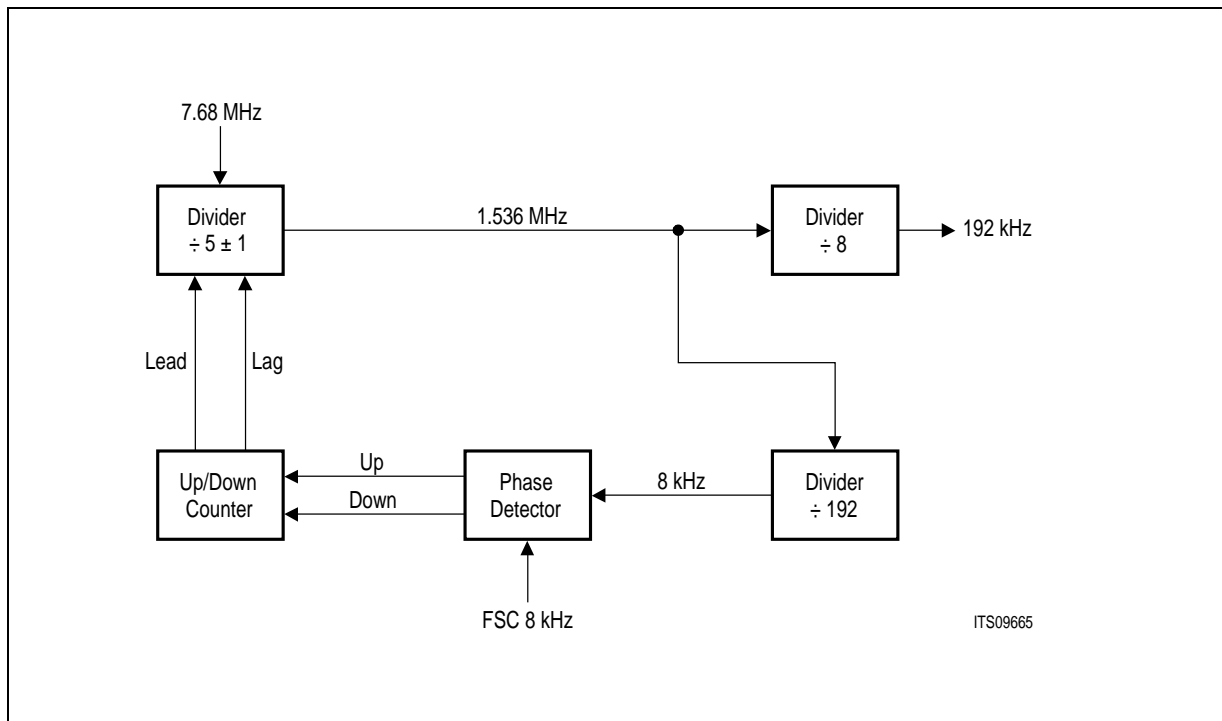 7.68 MHz
Divider
÷ 5 ± 1
1.536 MHz
Divider
÷ 8
192 kHz
Lead
Lag
Up/Down
Counter
Up
Down
Phase
Detector
8 kHz
Divider
÷ 192
FSC 8 kHz
ITS09665